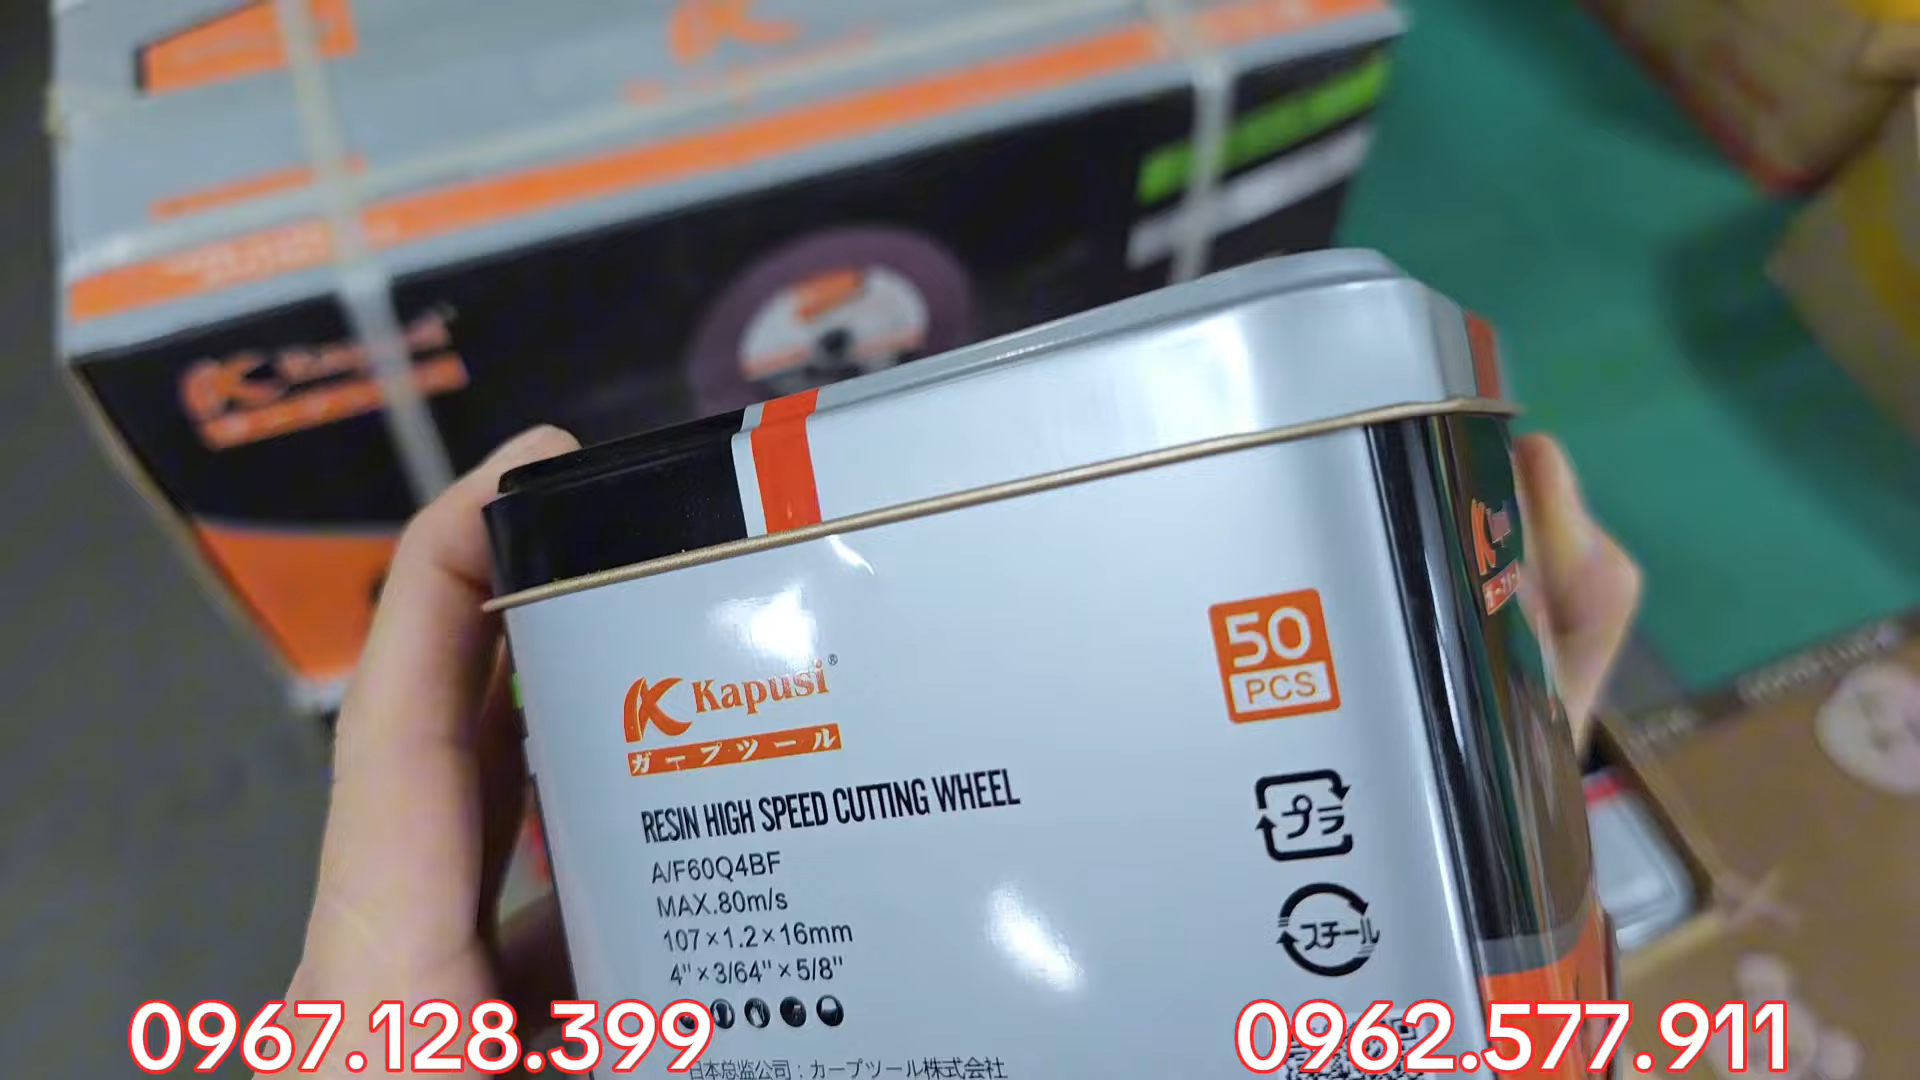 Kapusi®
ガープツール
50
PCS
RESIN HIGH SPEED CUTTING WHEEL
A/F60Q4BF
MAX.80m/s
107×1.2×16mm
4"×3/64"×5/8"
プラ
スチール
日本总监公司：カープツール株式会社
0967.128.399
0962.577.911